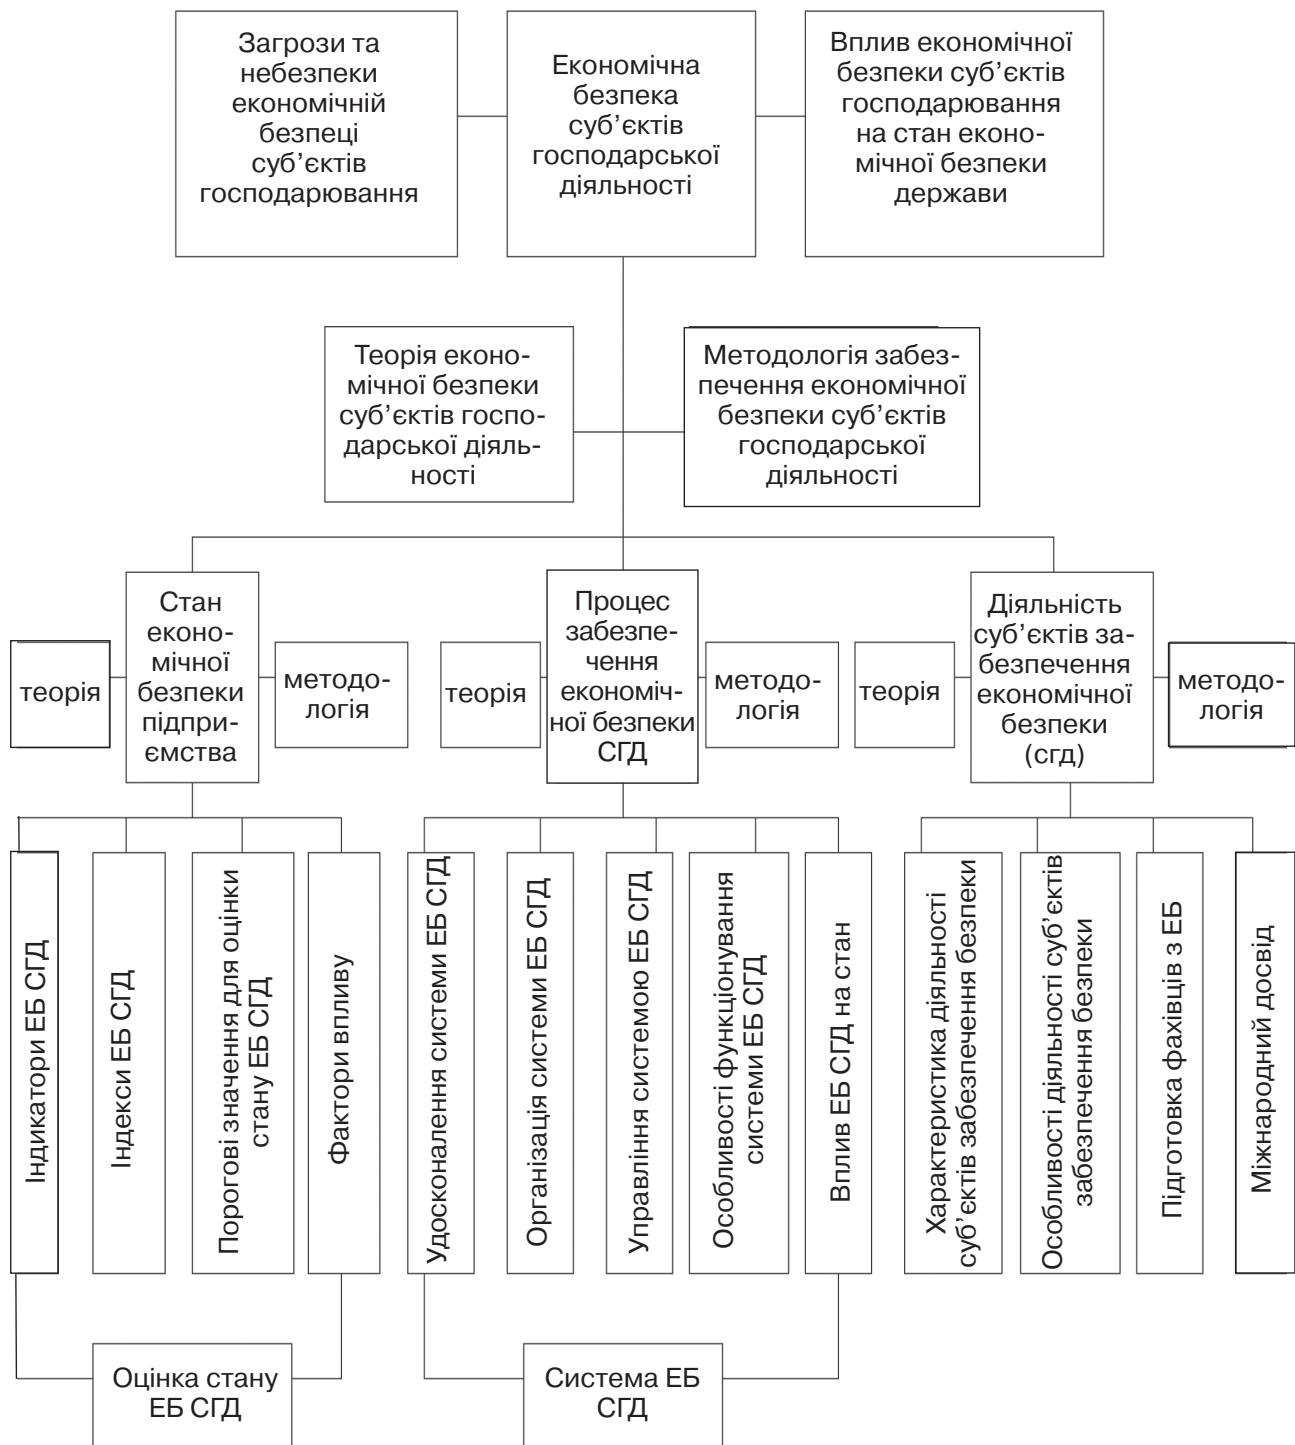 Загрози та
небезпеки
економічній
безпеці
суб’єктів
господарювання
Економічна
безпека
суб’єктів
господарської
діяльності
Вплив економічної
безпеки суб’єктів
господарювання
на стан еконо-
мічної безпеки
держави
Теорія еконо-
мічної безпеки
суб’єктів госпо-
дарської діяль-
ності
Методологія забез-
печення економічної
безпеки суб’єктів
господарської
діяльності
теорія
Стан
еконо-
мічної
безпеки
підпри-
ємства
методо-
логія
теорія
Процес
забезпе-
чення
економіч-
ної безпеки
СГД
методо-
логія
теорія
Діяльність
суб’єктів за-
безпечення
економічної
безпеки
(сгд)
методо-
логія
Індикатори ЕБ СГД
Індекси ЕБ СГД
Порогові значення для оцінки
стану ЕБ СГД
Фактори впливу
Удосконалення системи ЕБ СГД
Організація системи ЕБ СГД
Управління системою ЕБ СГД
Особливості функціонування
системи ЕБ СГД
Вплив ЕБ СГД на стан
Характеристика діяльності
суб’єктів забезпечення безпеки
Особливості діяльності суб’єктів
забезпечення безпеки
Підготовка фахівців з ЕБ
Міжнародний досвід
Оцінка стану
ЕБ СГД
Система ЕБ
СГД